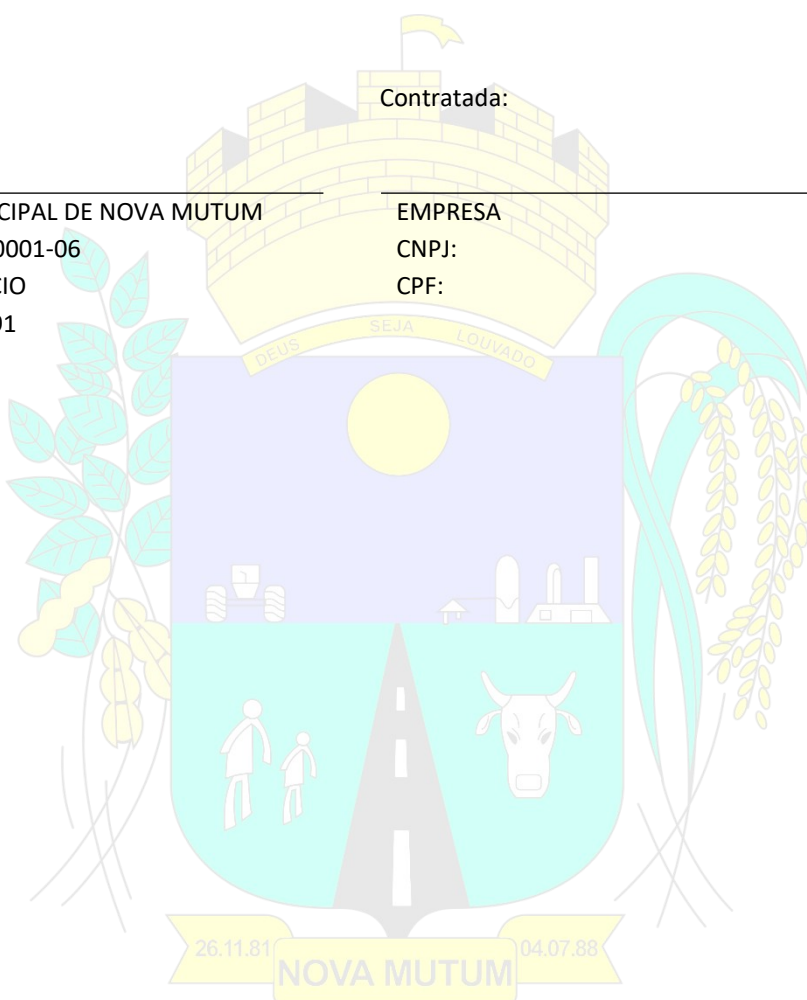 Contratada:
CIPAL DE NOVA MUTUM
EMPRESA
0001-06
CNPJ:
CIO
CPF:
01
DEUS SEJA LOUVADO
26.11.81
NOVA MUTUM
04.07.88